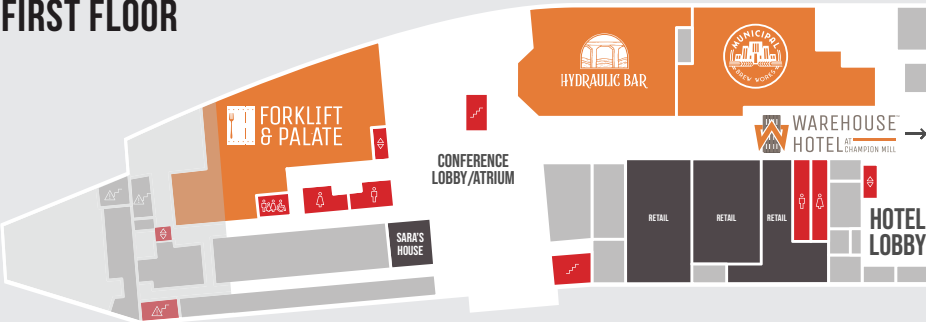 FIRST FLOOR
HYDRAULIC BAR
MUNICIPAL
BREW WORKS
FORKLIFT
& PALATE
WAREHOUSE
HOTEL AT
CHAMPION MILL
CONFERENCE
LOBBY/ATRIUM
SARA'S
HOUSE
RETAIL
RETAIL
RETAIL
HOTEL
LOBBY